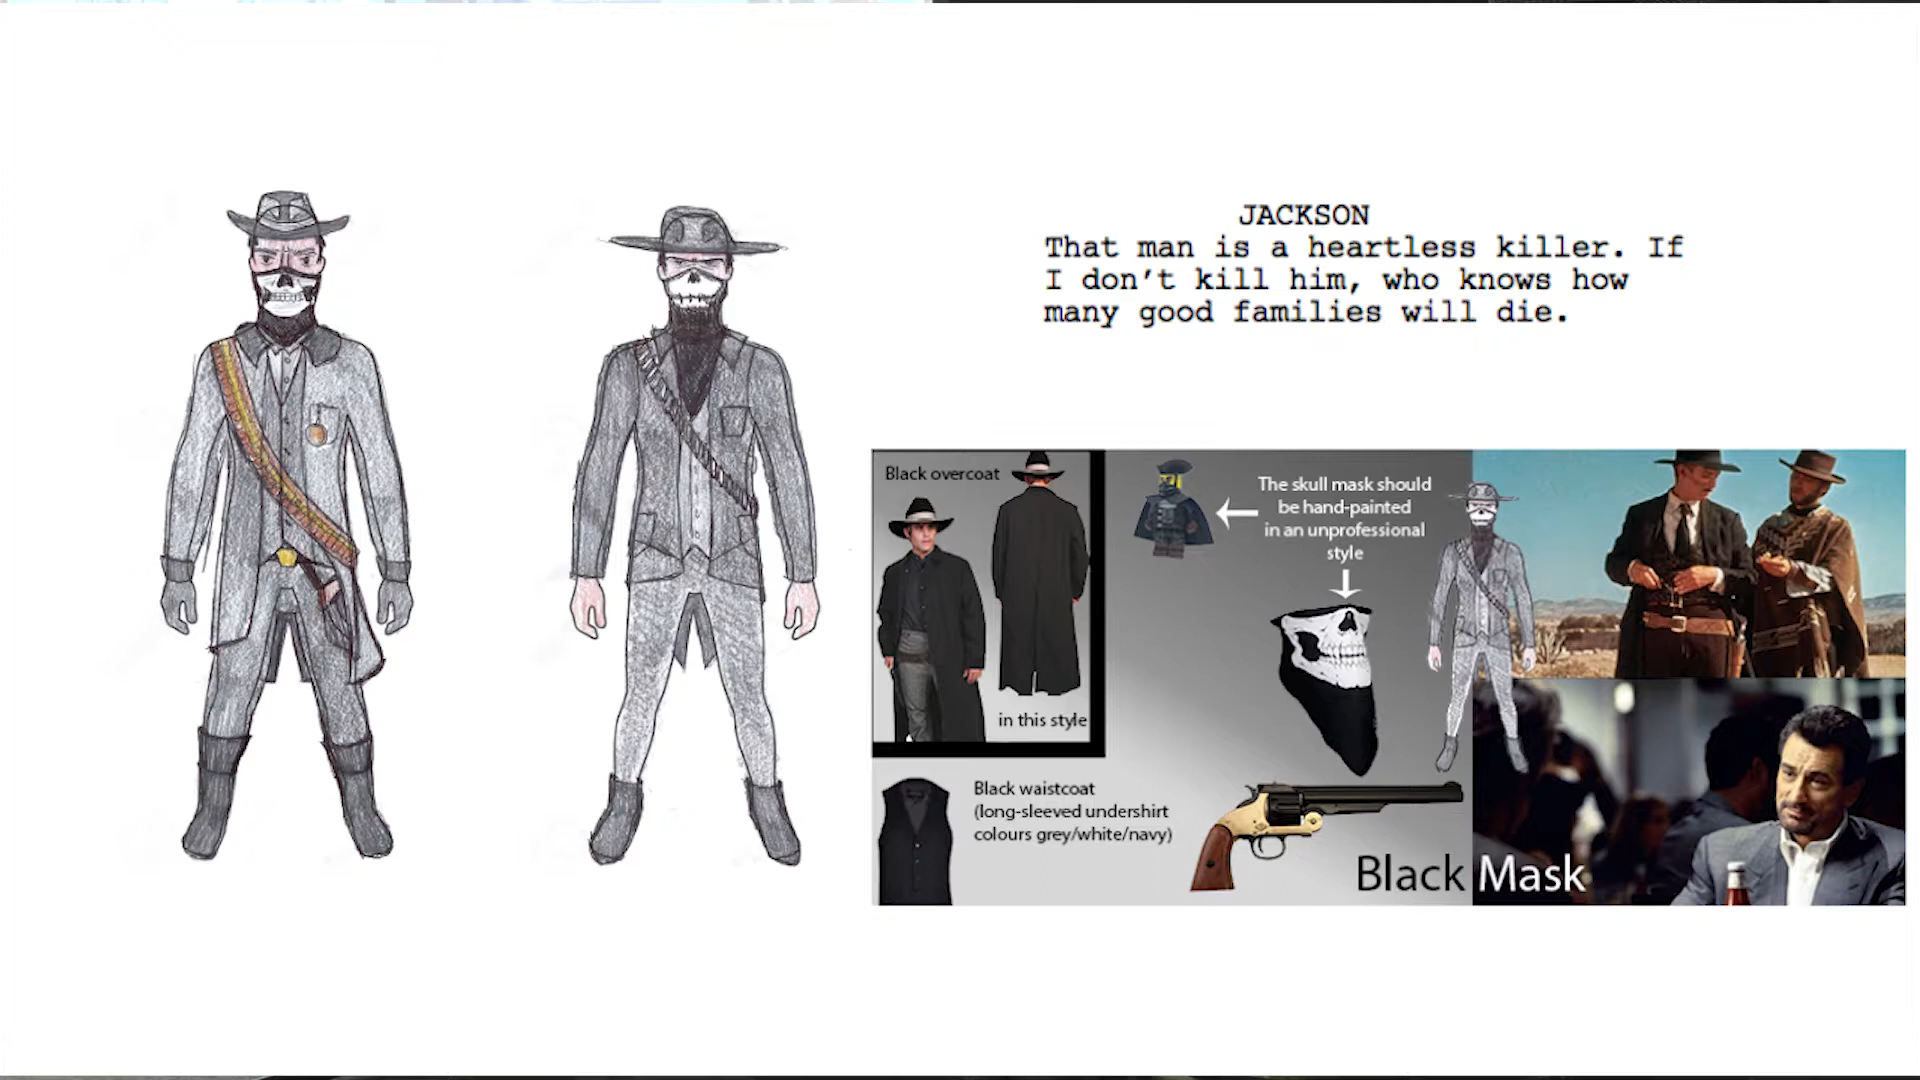 JACKSON
That man is a heartless killer. If
I don't kill him, who knows how
many good families will die.
Black overcoat
in this style
The skull mask should
be hand-painted
in an unprofessional
style
Black waistcoat
(long-sleeved undershirt
colours grey/white/navy)
Black Mask